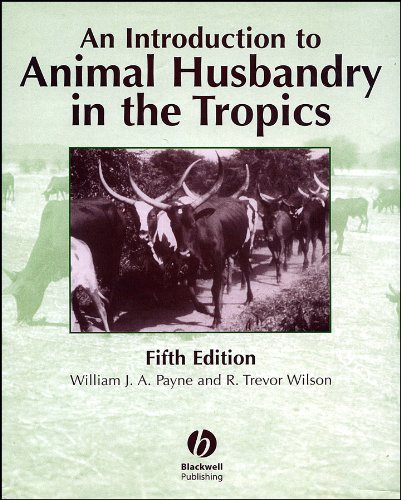 An Introduction to
Animal Husbandry
in the Tropics
Fifth Edition
William J. A. Payne and R. Trevor Wilson
Blackwell
Publishing